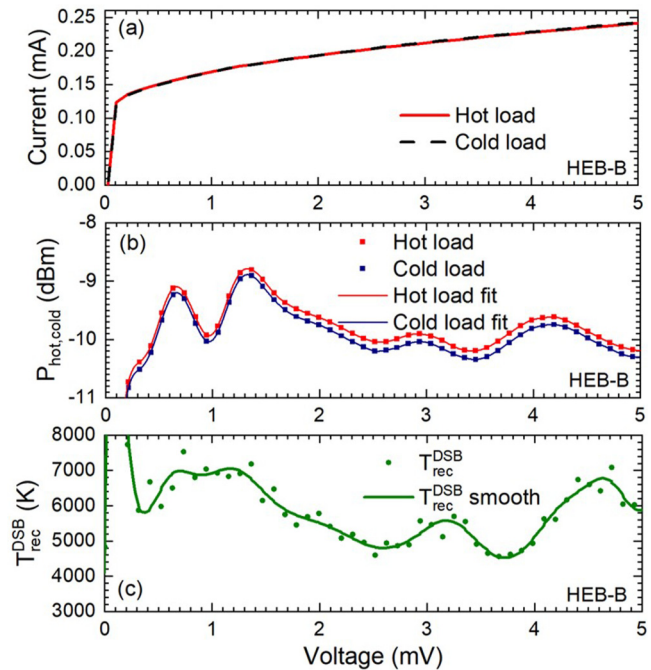 (a)
0.25
0.20
0.15
0.10
0.05
0.00
Current (mA)
Hot load
Cold load
HEB-B
0 1 2 3 4 5
(b)
-8
-9
-10
-11
P_hot,cold (dBm)
Hot load
Cold load
Hot load fit
Cold load fit
HEB-B
0 1 2 3 4 5
8000
7000
6000
5000
4000
3000
T_rec^DSB (K)
T_rec^DSB
T_rec^DSB smooth
(c)
HEB-B
0 1 2 3 4 5
Voltage (mV)